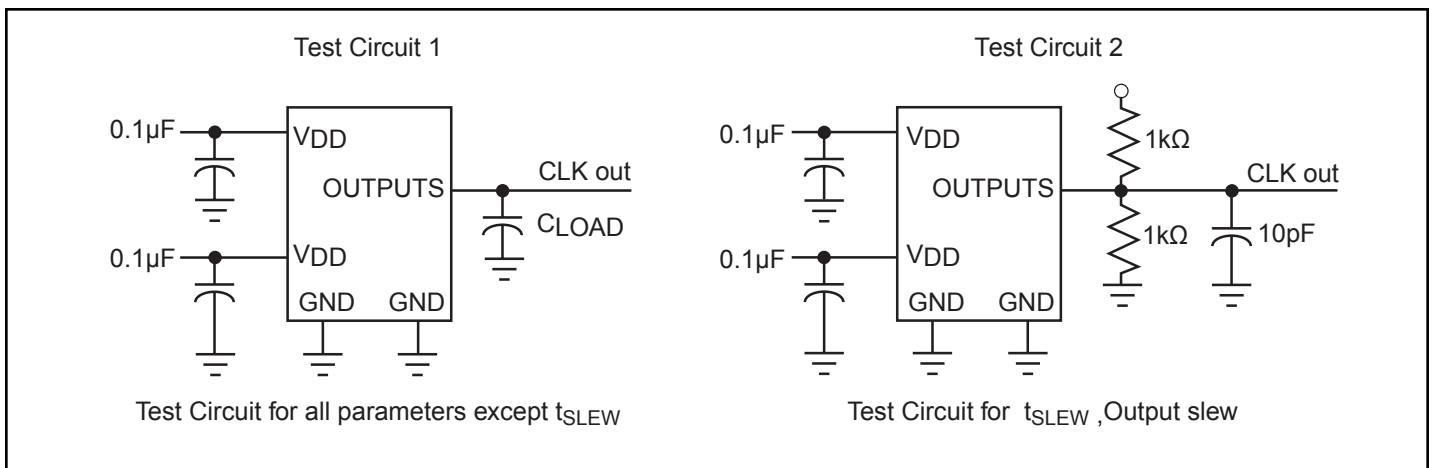 Test Circuit 1
0.1µF
VDD
OUTPUTS
CLK out
CLOAD
0.1µF
VDD
GND GND
Test Circuit for all parameters except tSLEW
Test Circuit 2
0.1µF
VDD
1kΩ
OUTPUTS
CLK out
1kΩ
10pF
0.1µF
VDD
GND GND
Test Circuit for tSLEW ,Output slew